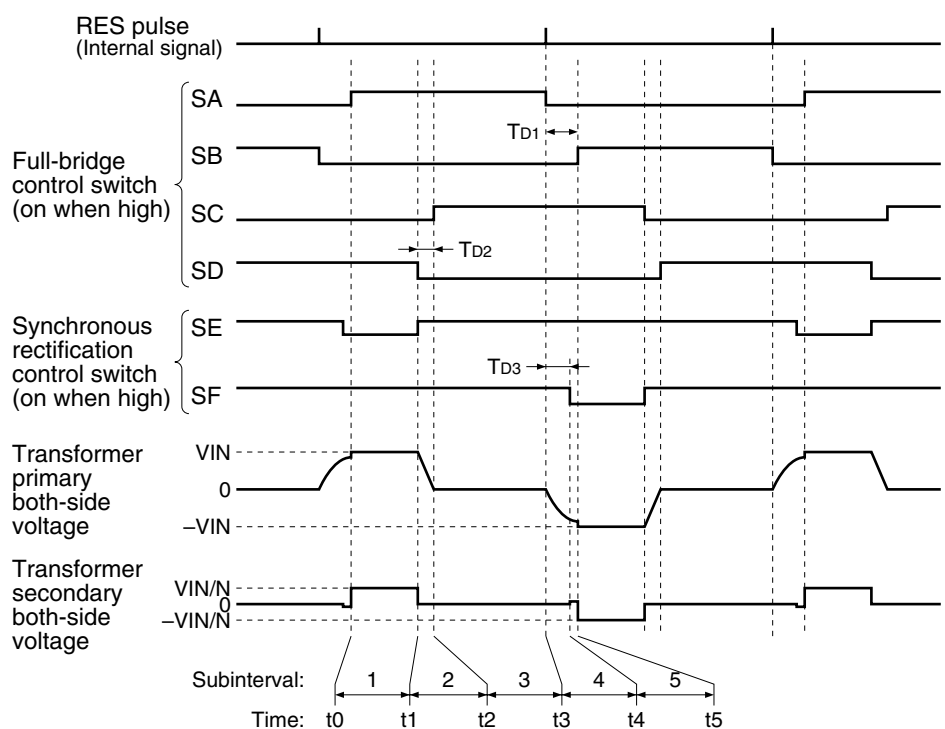 RES pulse
(Internal signal)
SA
TD1
SB
Full-bridge
control switch
(on when high)
SC
TD2
SD
SE
Synchronous
rectification
control switch
(on when high)
TD3
SF
Transformer
primary
both-side
voltage
VIN
0
–VIN
Transformer
secondary
both-side
voltage
VIN/N
0
–VIN/N
Subinterval: 1 2 3 4 5
Time: t0 t1 t2 t3 t4 t5